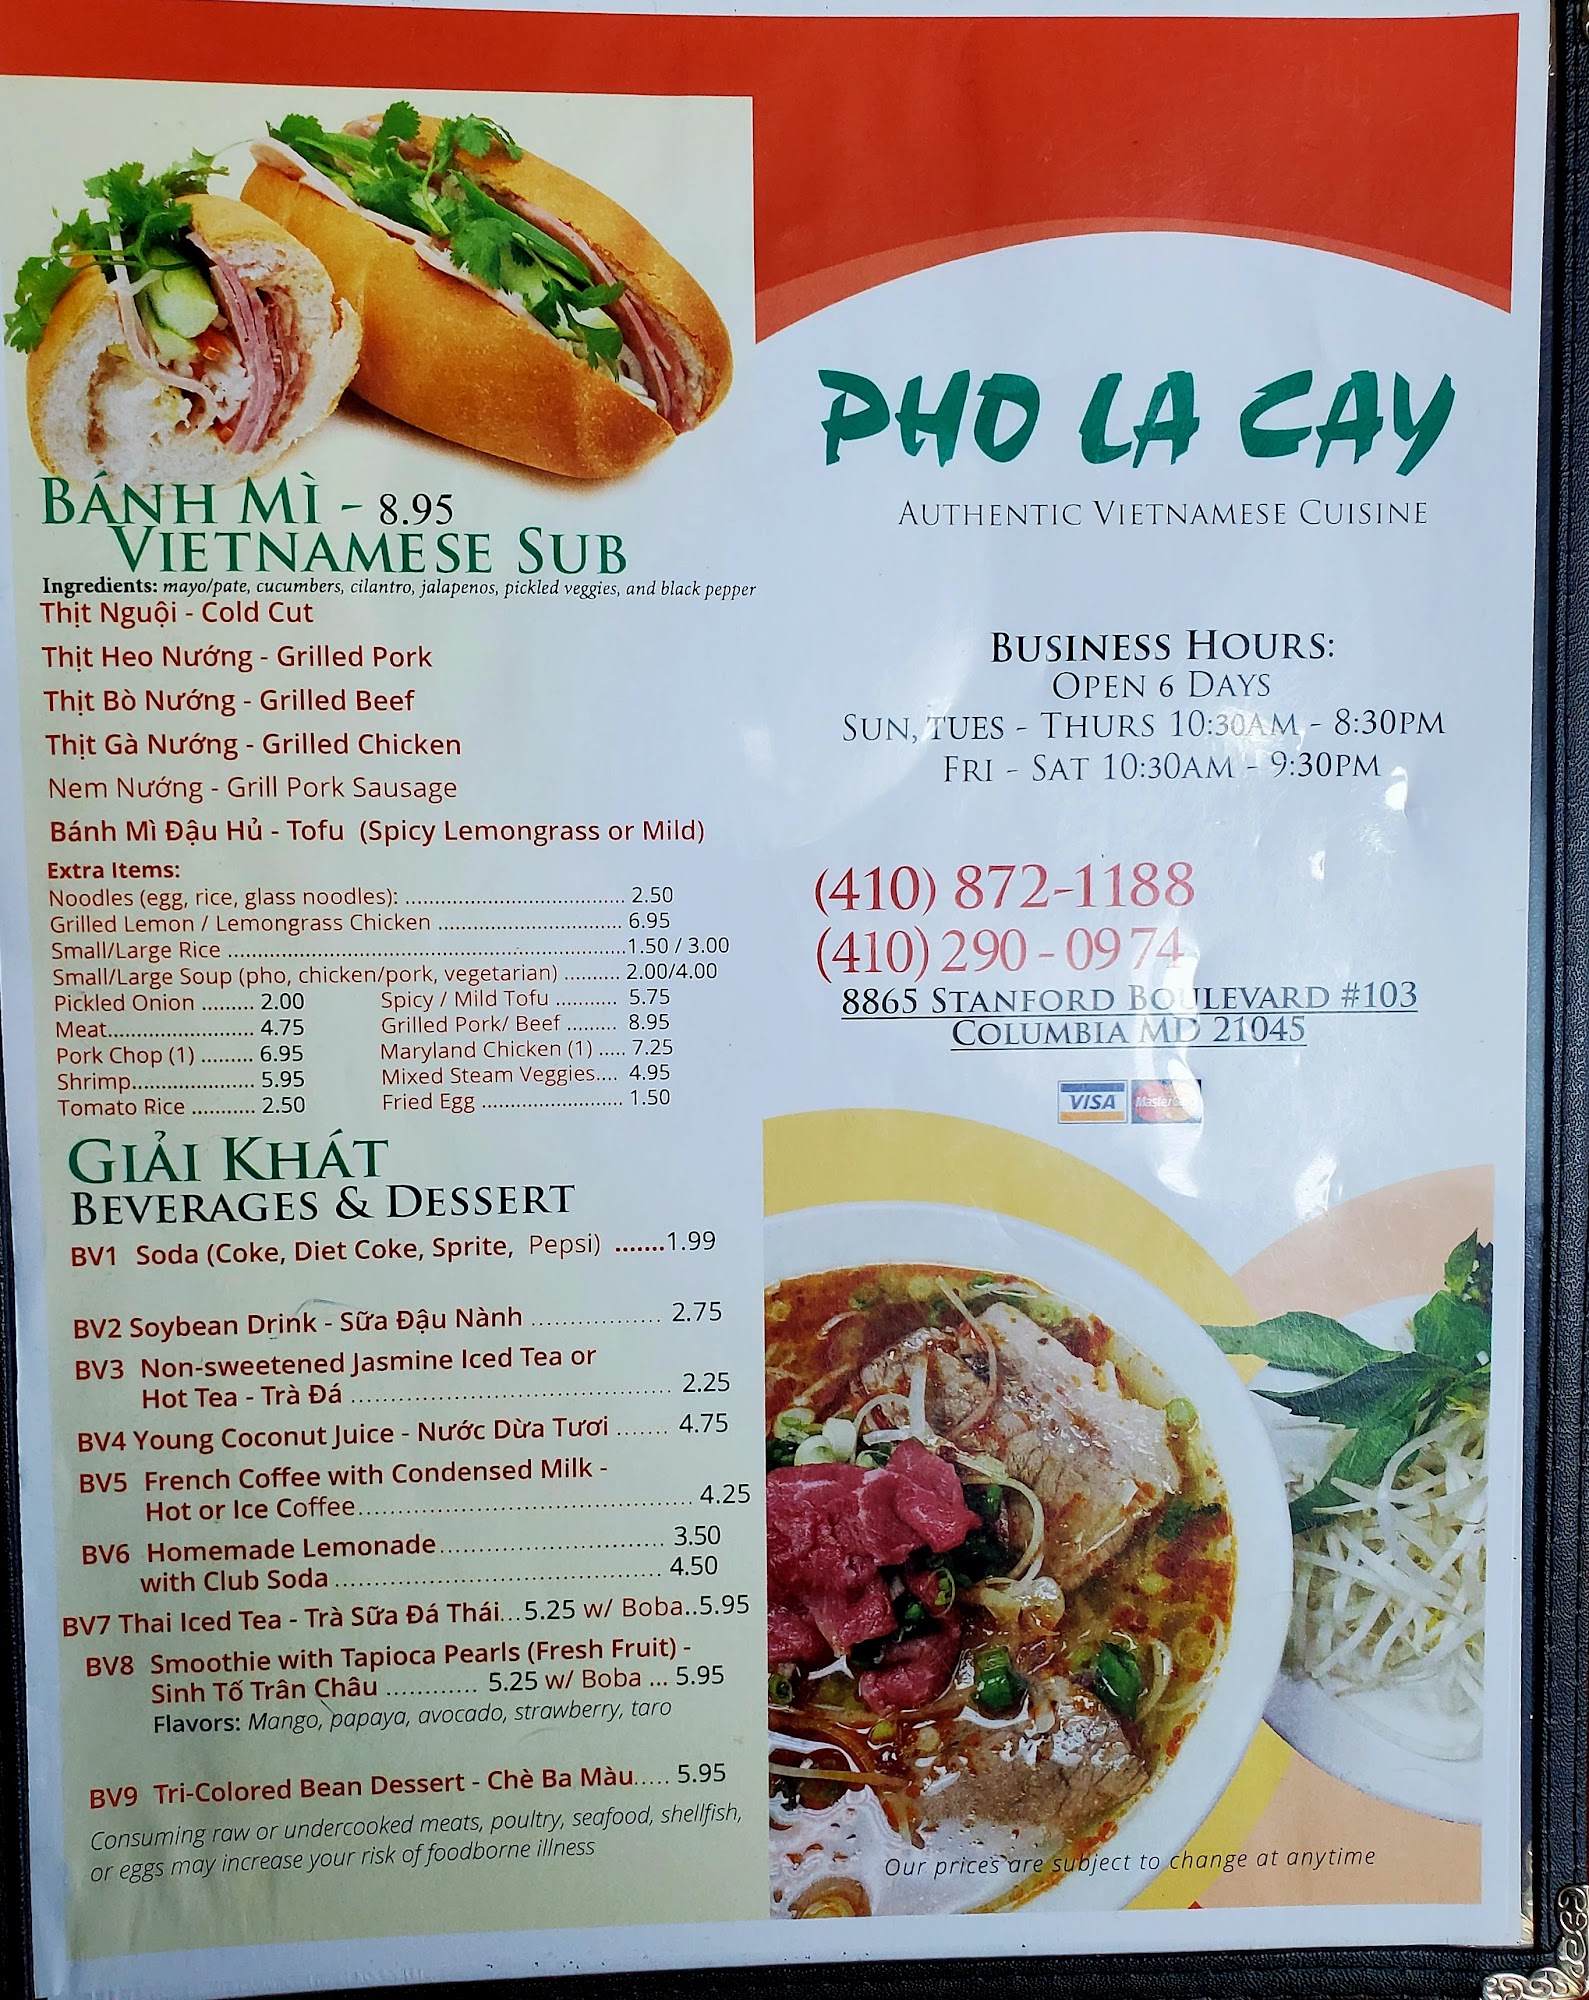 BÁNH MÌ - 8.95
VIETNAMESE SUB
Ingredients: mayo/pate, cucumbers, cilantro, jalapenos, pickled veggies, and black pepper
Thịt Nguội - Cold Cut
Thịt Heo Nướng - Grilled Pork
Thịt Bò Nướng - Grilled Beef
Thịt Gà Nướng - Grilled Chicken
Nem Nướng - Grill Pork Sausage
Bánh Mì Đậu Hủ - Tofu (Spicy Lemongrass or Mild)
Extra Items:
Noodles (egg, rice, glass noodles): ...................................... 2.50
Grilled Lemon / Lemongrass Chicken ................................ 6.95
Small/Large Rice .....................................................................1.50 / 3.00
Small/Large Soup (pho, chicken/pork, vegetarian) .......... 2.00/4.00
Pickled Onion ......... 2.00
Meat.......................... 4.75
Pork Chop (1) ......... 6.95
Shrimp...................... 5.95
Tomato Rice ........... 2.50
Spicy / Mild Tofu ........... 5.75
Grilled Pork/ Beef ......... 8.95
Maryland Chicken (1) ..... 7.25
Mixed Steam Veggies.... 4.95
Fried Egg ......................... 1.50
GIẢI KHÁT
BEVERAGES & DESSERT
BV1 Soda (Coke, Diet Coke, Sprite, Pepsi) .......1.99
BV2 Soybean Drink - Sữa Đậu Nành ................. 2.75
BV3 Non-sweetened Jasmine Iced Tea or
Hot Tea - Trà Đá ......................................... 2.25
BV4 Young Coconut Juice - Nước Dừa Tươi ....... 4.75
BV5 French Coffee with Condensed Milk -
Hot or Ice Coffee.......................................... 4.25
BV6 Homemade Lemonade............................. 3.50
with Club Soda .......................................... 4.50
BV7 Thai Iced Tea - Trà Sữa Đá Thái...5.25 w/ Boba..5.95
BV8 Smoothie with Tapioca Pearls (Fresh Fruit) -
Sinh Tố Trân Châu ............ 5.25 w/ Boba ... 5.95
Flavors: Mango, papaya, avocado, strawberry, taro
BV9 Tri-Colored Bean Dessert - Chè Ba Màu..... 5.95
Consuming raw or undercooked meats, poultry, seafood, shellfish,
or eggs may increase your risk of foodborne illness
PHO LA CAY
AUTHENTIC VIETNAMESE CUISINE
BUSINESS HOURS:
OPEN 6 DAYS
SUN, TUES - THURS 10:30AM - 8:30PM
FRI - SAT 10:30AM - 9:30PM
(410) 872-1188
(410) 290-0974
8865 STANFORD BOULEVARD #103
COLUMBIA MD 21045
VISA MasterCard
Our prices are subject to change at anytime